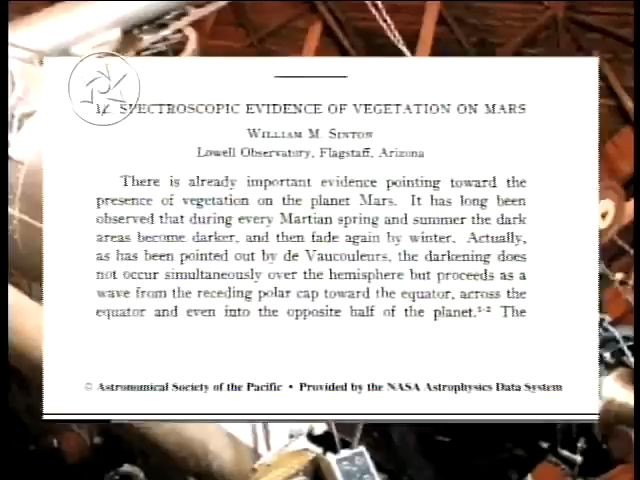 SPECTROSCOPIC EVIDENCE OF VEGETATION ON MARS
WILLIAM M. SINTON
Lowell Observatory, Flagstaff, Arizona
There is already important evidence pointing toward the
presence of vegetation on the planet Mars. It has long been
observed that during every Martian spring and summer the dark
areas become darker, and then fade again by winter. Actually,
as has been pointed out by de Vaucouleurs, the darkening does
not occur simultaneously over the hemisphere but proceeds as a
wave from the receding polar cap toward the equator, across the
equator and even into the opposite half of the planet.¹⁻² The
© Astronomical Society of the Pacific • Provided by the NASA Astrophysics Data System